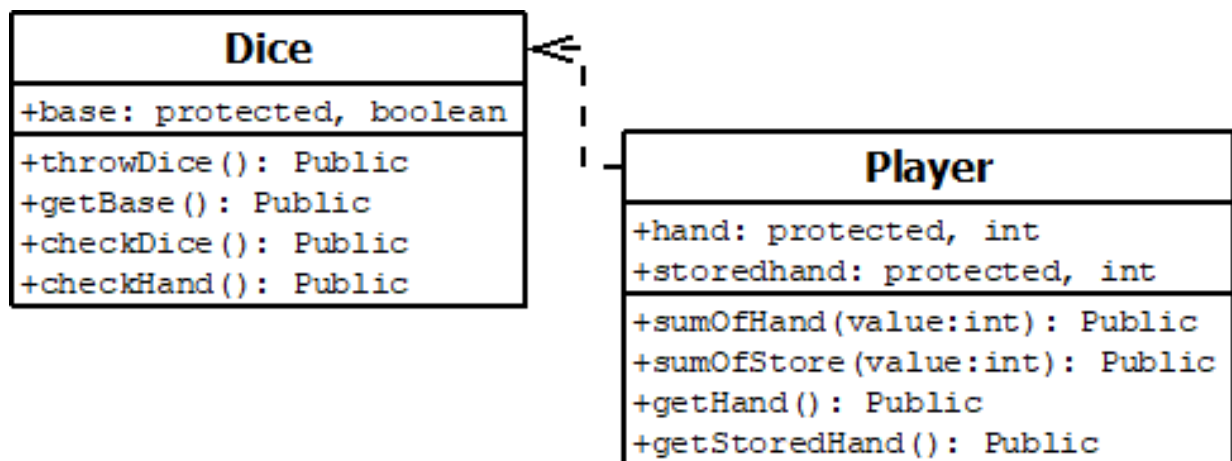 Dice
+base: protected, boolean
+throwDice(): Public
+getBase(): Public
+checkDice(): Public
+checkHand(): Public
Player
+hand: protected, int
+storedhand: protected, int
+sumOfHand(value:int): Public
+sumOfStore(value:int): Public
+getHand(): Public
+getStoredHand(): Public